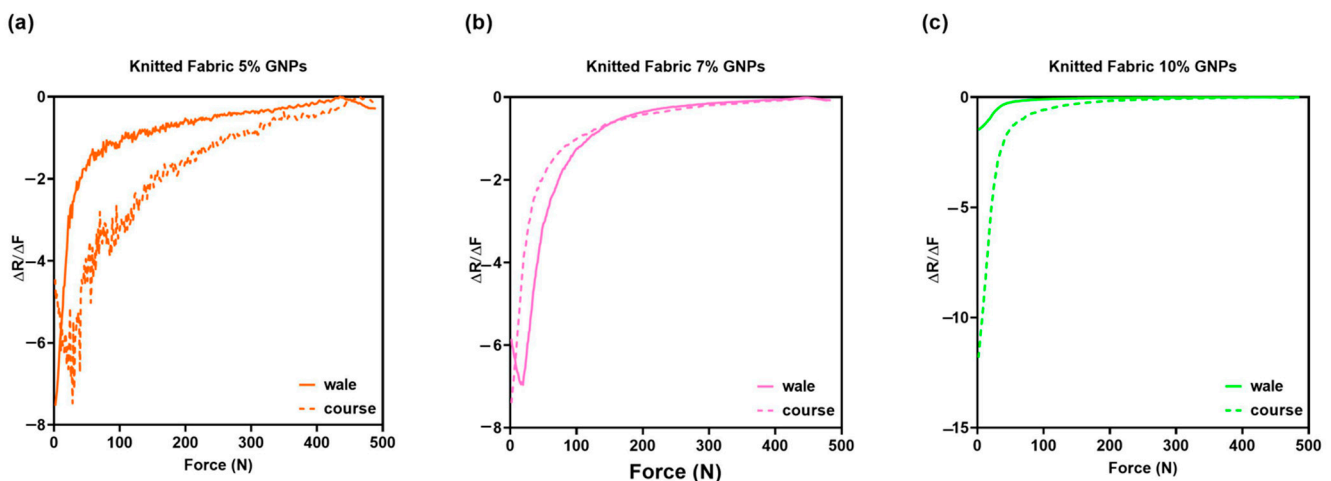 (a)
Knitted Fabric 5% GNPs
ΔR/ΔF
0
−2
−4
−6
−8
0 100 200 300 400 500
Force (N)
wale
course
(b)
Knitted Fabric 7% GNPs
ΔR/ΔF
0
−2
−4
−6
−8
0 100 200 300 400 500
Force (N)
wale
course
(c)
Knitted Fabric 10% GNPs
ΔR/ΔF
0
−5
−10
−15
0 100 200 300 400 500
Force (N)
wale
course